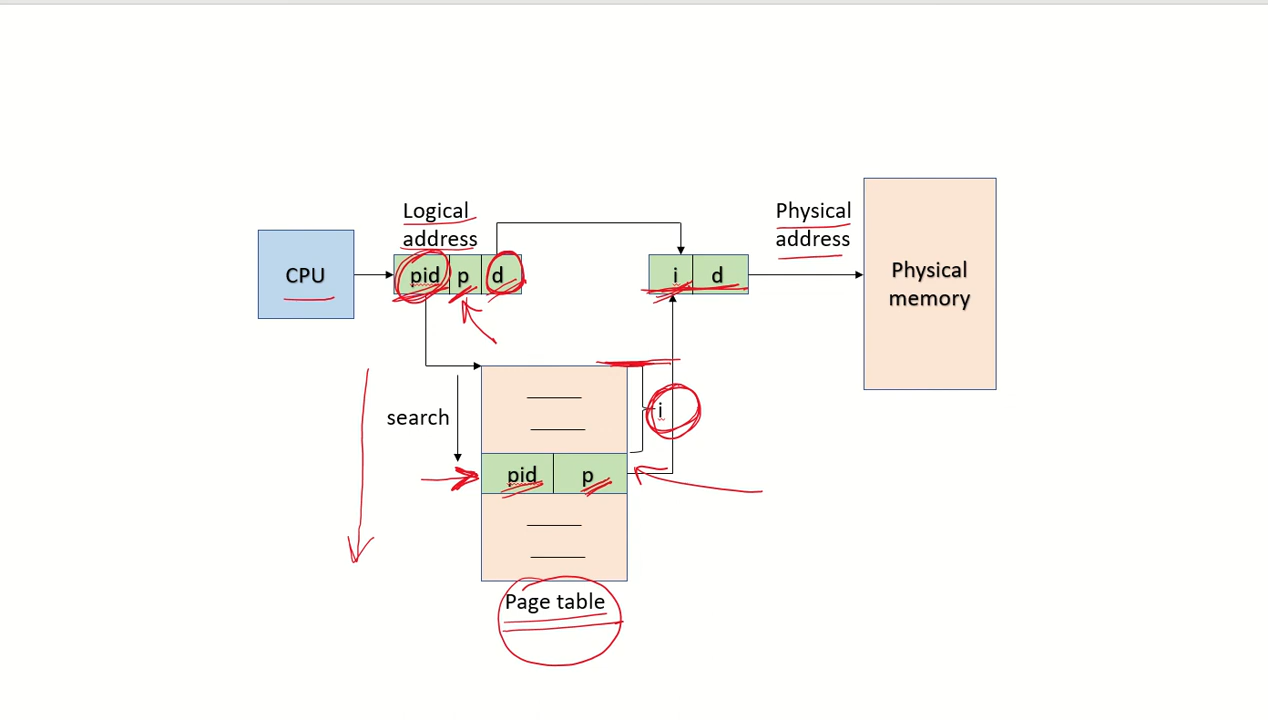 Logical
address
Physical
address
CPU
pid p d
i d
Physical
memory
search
i
pid p
Page table